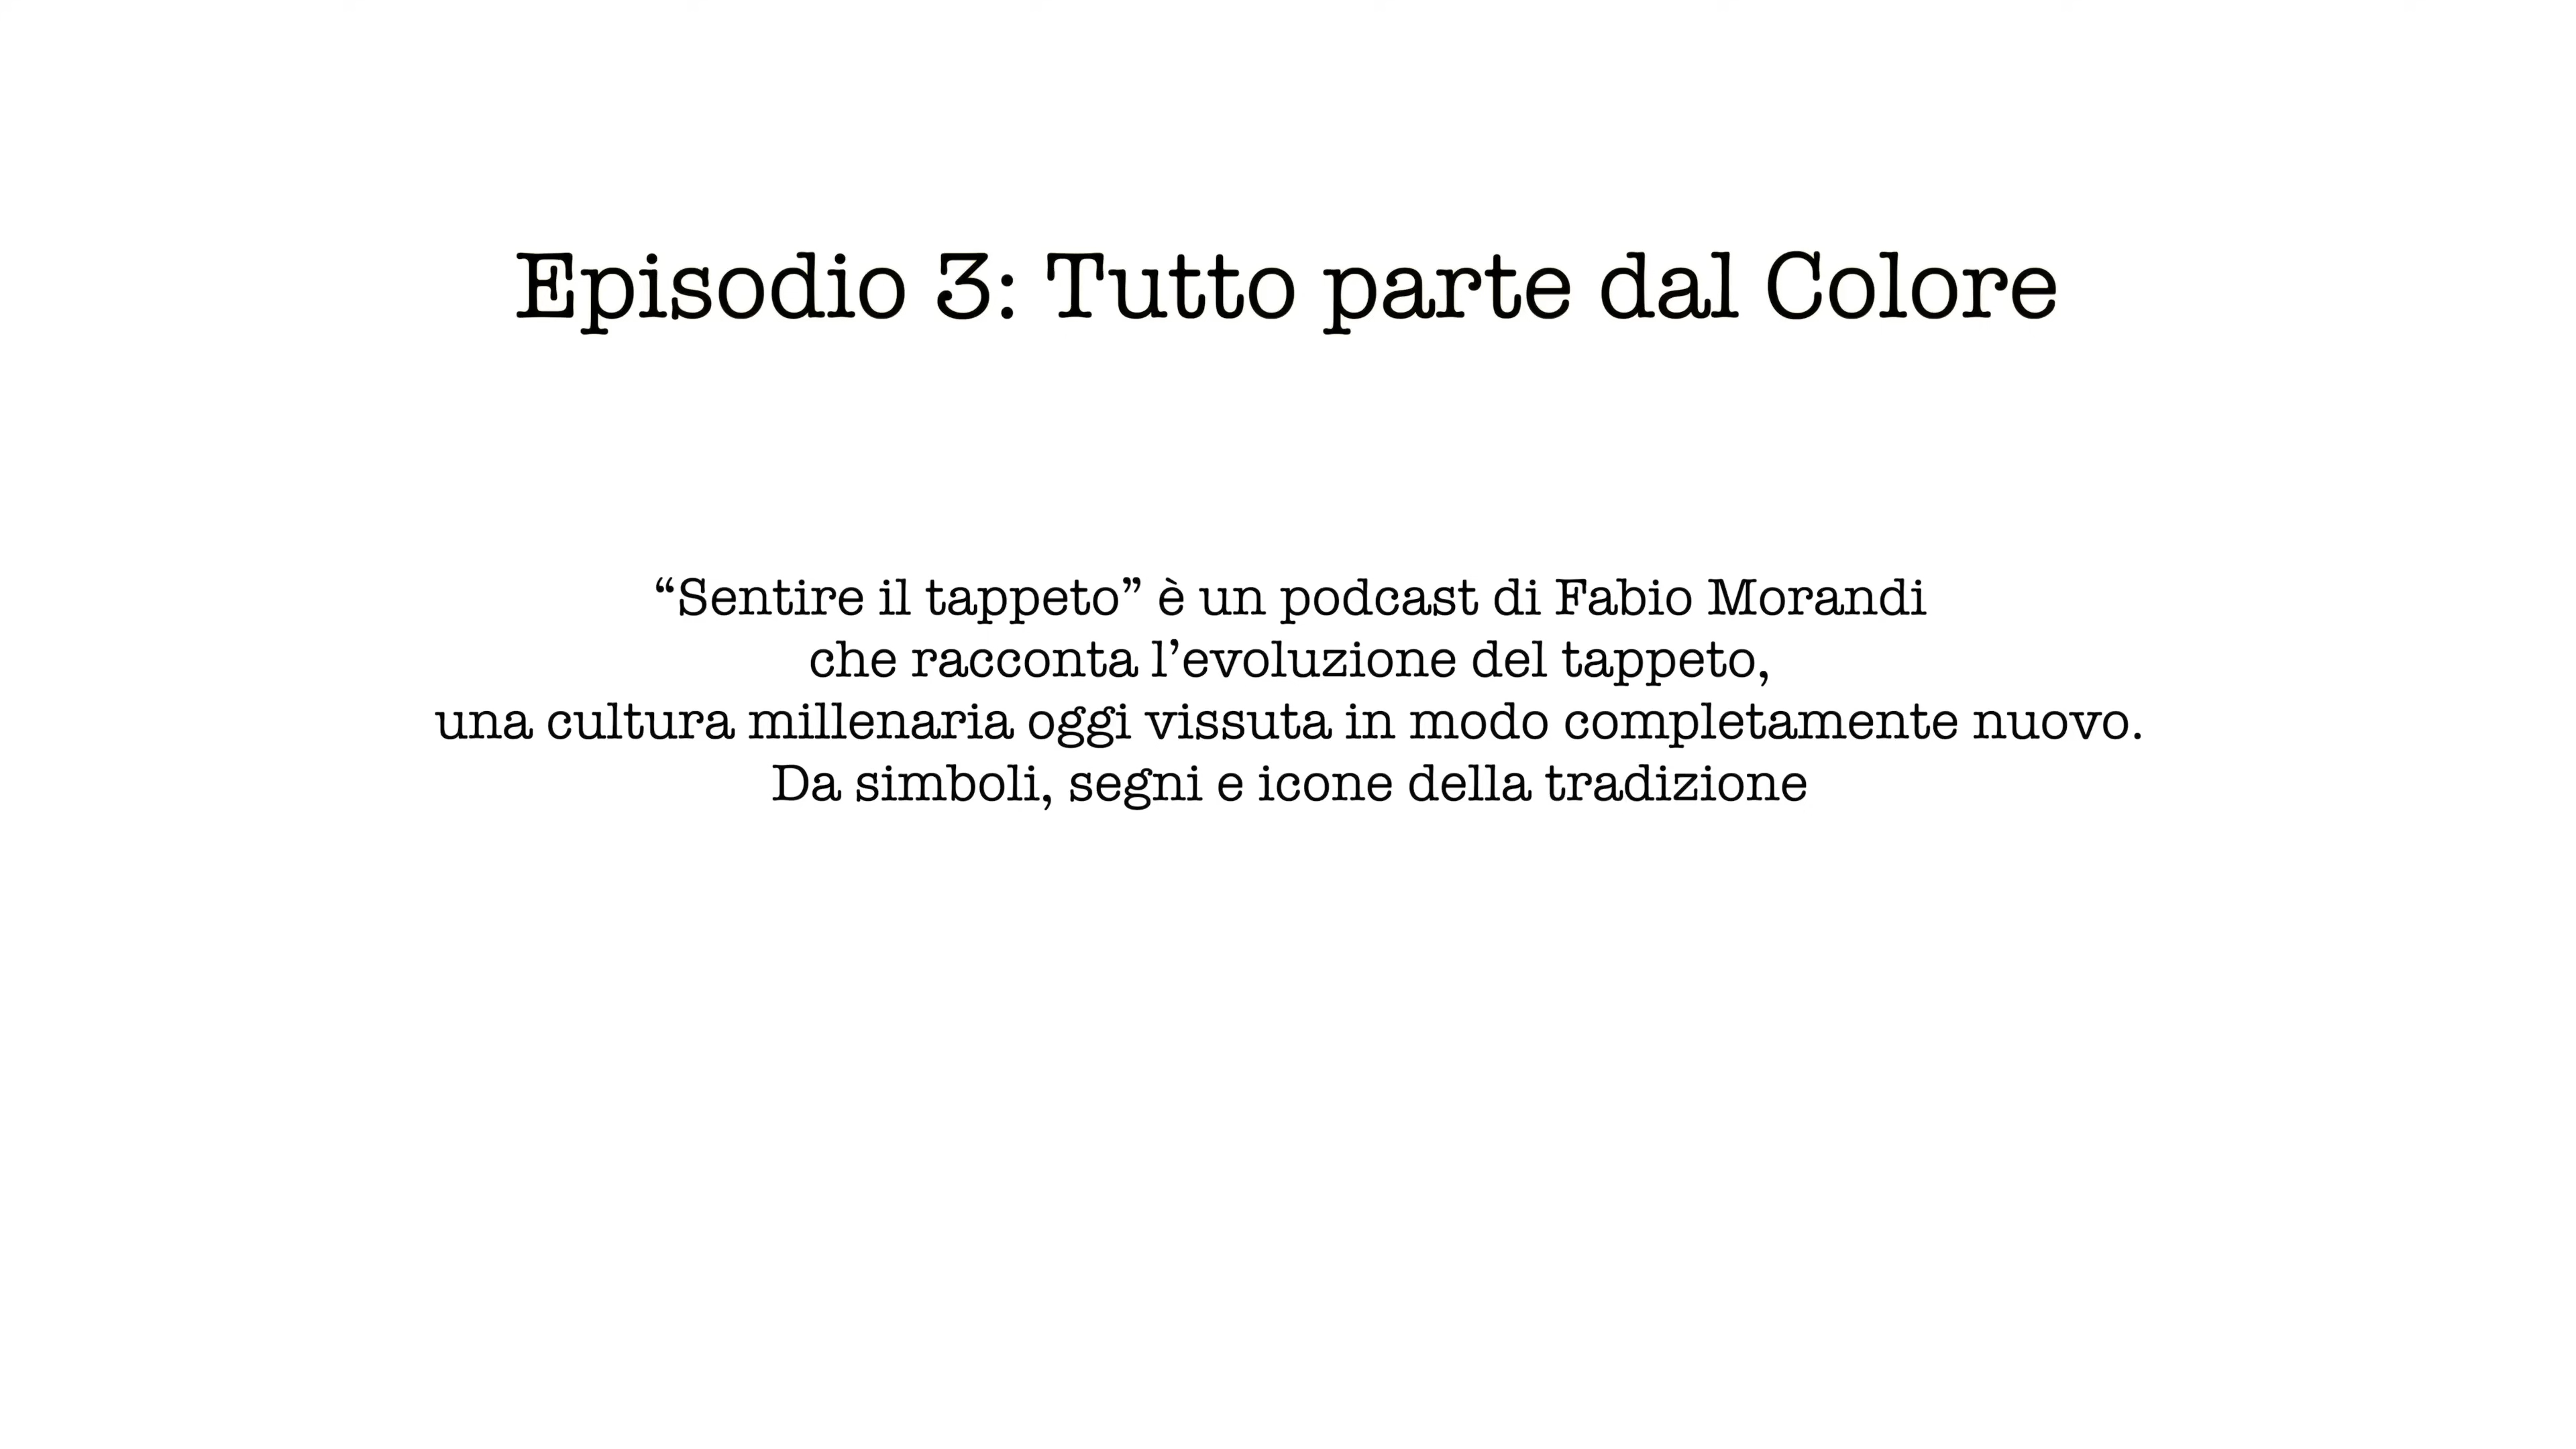 Episodio 3: Tutto parte dal Colore
“Sentire il tappeto” è un podcast di Fabio Morandi
che racconta l’evoluzione del tappeto,
una cultura millenaria oggi vissuta in modo completamente nuovo.
Da simboli, segni e icone della tradizione